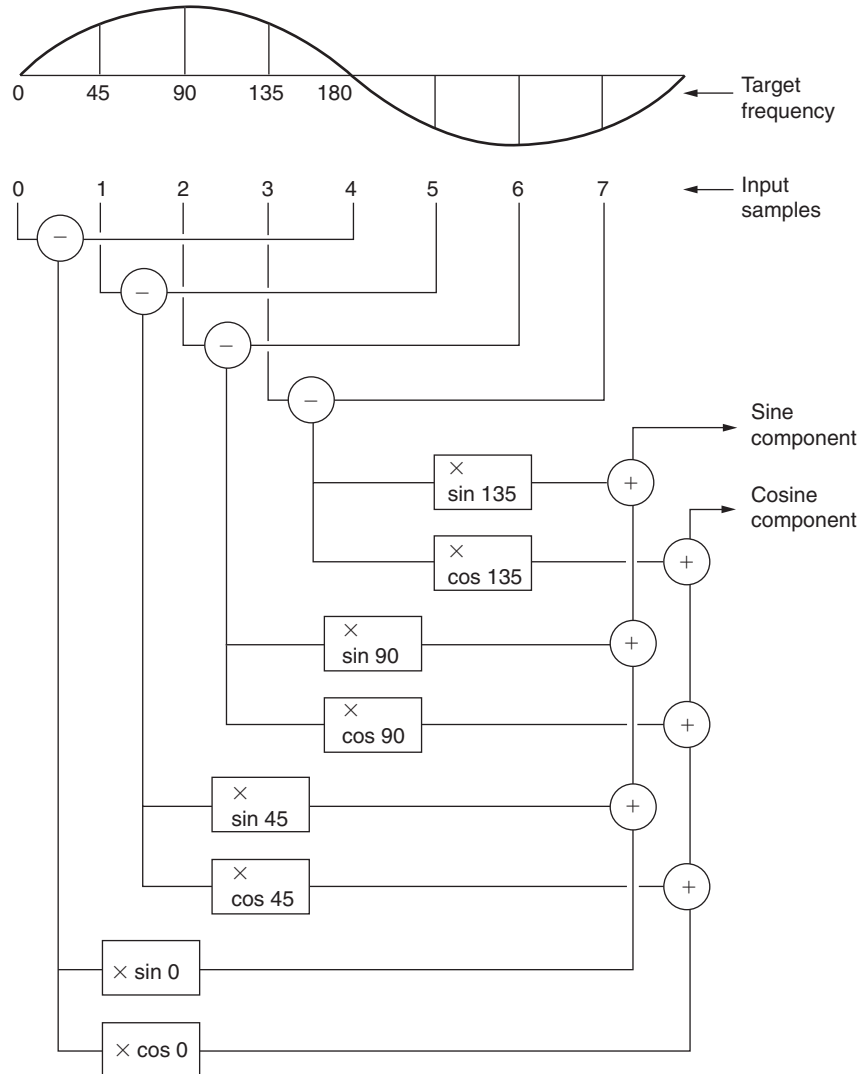 0 45 90 135 180
Target
frequency
0 1 2 3 4 5 6 7
Input
samples
−
−
−
−
Sine
component
×
sin 135
+
Cosine
component
×
cos 135
+
×
sin 90
+
×
cos 90
+
×
sin 45
+
×
cos 45
+
× sin 0
× cos 0